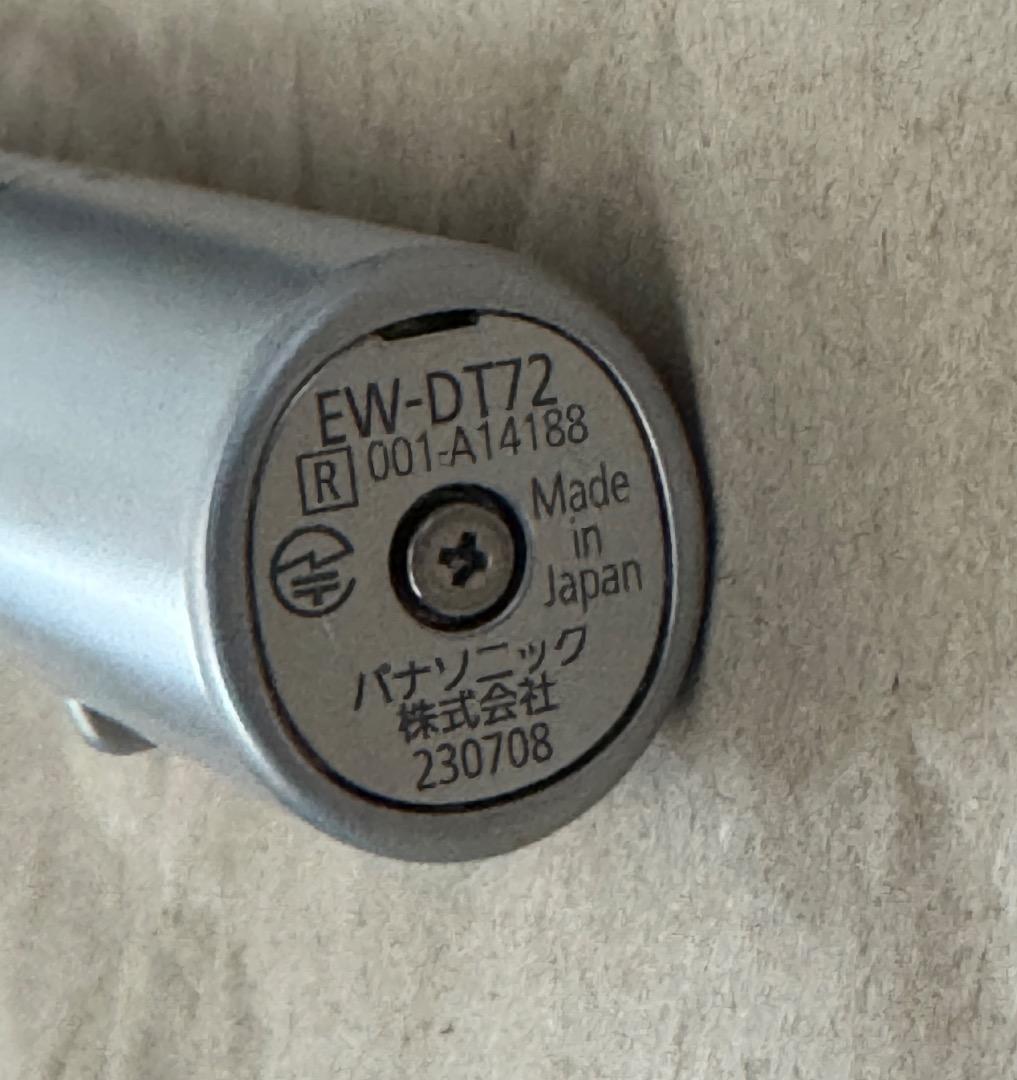 EW-DT72
R 001-A14188
Made
in
Japan
パナソニック
株式会社
230708